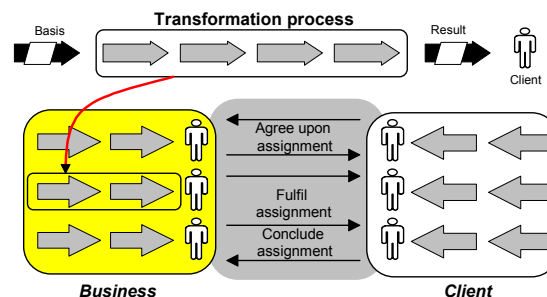 Transformation process
Basis
Result
Client
Agree upon
assignment
Fulfil
assignment
Conclude
assignment
Business
Client